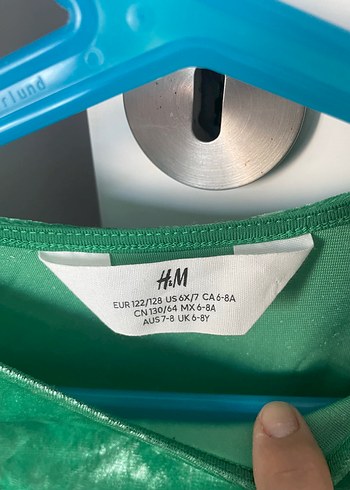 rlund
H&M
EUR 122/128 US 6X/7 CA 6-8A
CN 130/64 MX 6-8A
AUS 7-8 UK 6-8Y